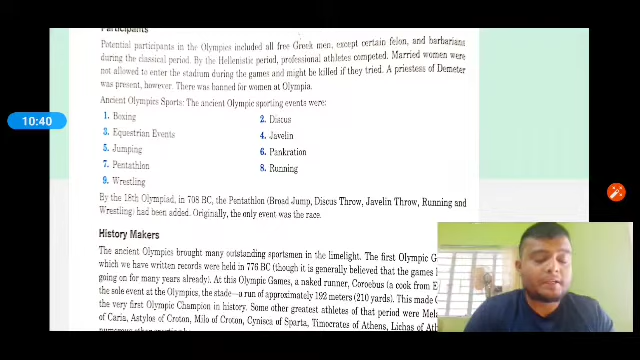 Participants
Potential participants in the Olympics included all free Greek men, except certain felon, and barbarians
during the classical period. By the Hellenistic period, professional athletes competed. Married women were
not allowed to enter the stadrum during the games and might be killed if they tried. A priestess of Demeter
was present, however. There was banned for women at Olympia.
Ancient Olympics Sports: The ancient Olympic sporting events were:
1. Boxing
2. Discus
3. Equestrian Events
4. Javelin
5. Jumping
6. Pankration
7. Pentathlon
8. Running
9. Wrestling
By the 18th Olympiad, in 708 BC, the Pentathlon (Broad Jump, Discus Throw, Javelin Throw, Running and
Wrestling) had been added. Originally, the only event was the race.
History Makers
The ancient Olympics brought many outstanding sportsmen in the limelight. The first Olympic G
which we have written records were held in 776 BC (though it is generally believed that the games
going on for many years already). At this Olympic Games, a naked runner, Coroebus (a cook from E
the sole event at the Olympics, the stade–a run of approximately 192 meters (210 yards). This made C
the very first Olympic Champion in history. Some other greatest athletes of that period were Mela
of Caria, Astylos of Croton, Milo of Croton, Cynisca of Sparta, Timocrates of Athens, Lichas of Ath
10:40